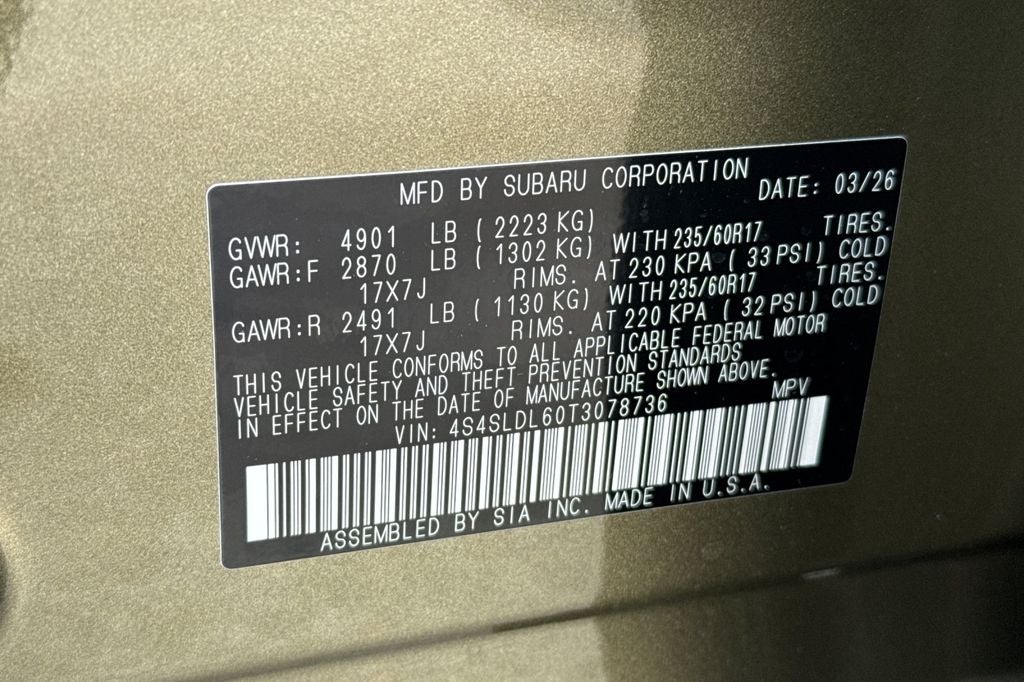 MFD BY SUBARU CORPORATION DATE: 03/26
GVWR: 4901 LB ( 2223 KG)
GAWR:F 2870 LB ( 1302 KG) WITH 235/60R17 TIRES.
17X7J RIMS. AT 230 KPA ( 33 PSI) COLD
GAWR:R 2491 LB ( 1130 KG) WITH 235/60R17 TIRES.
17X7J RIMS. AT 220 KPA ( 32 PSI) COLD
THIS VEHICLE CONFORMS TO ALL APPLICABLE FEDERAL MOTOR
VEHICLE SAFETY AND THEFT PREVENTION STANDARDS
IN EFFECT ON THE DATE OF MANUFACTURE SHOWN ABOVE.
VIN: 4S4SLDL60T3078736 MPV
ASSEMBLED BY SIA INC. MADE IN U.S.A.